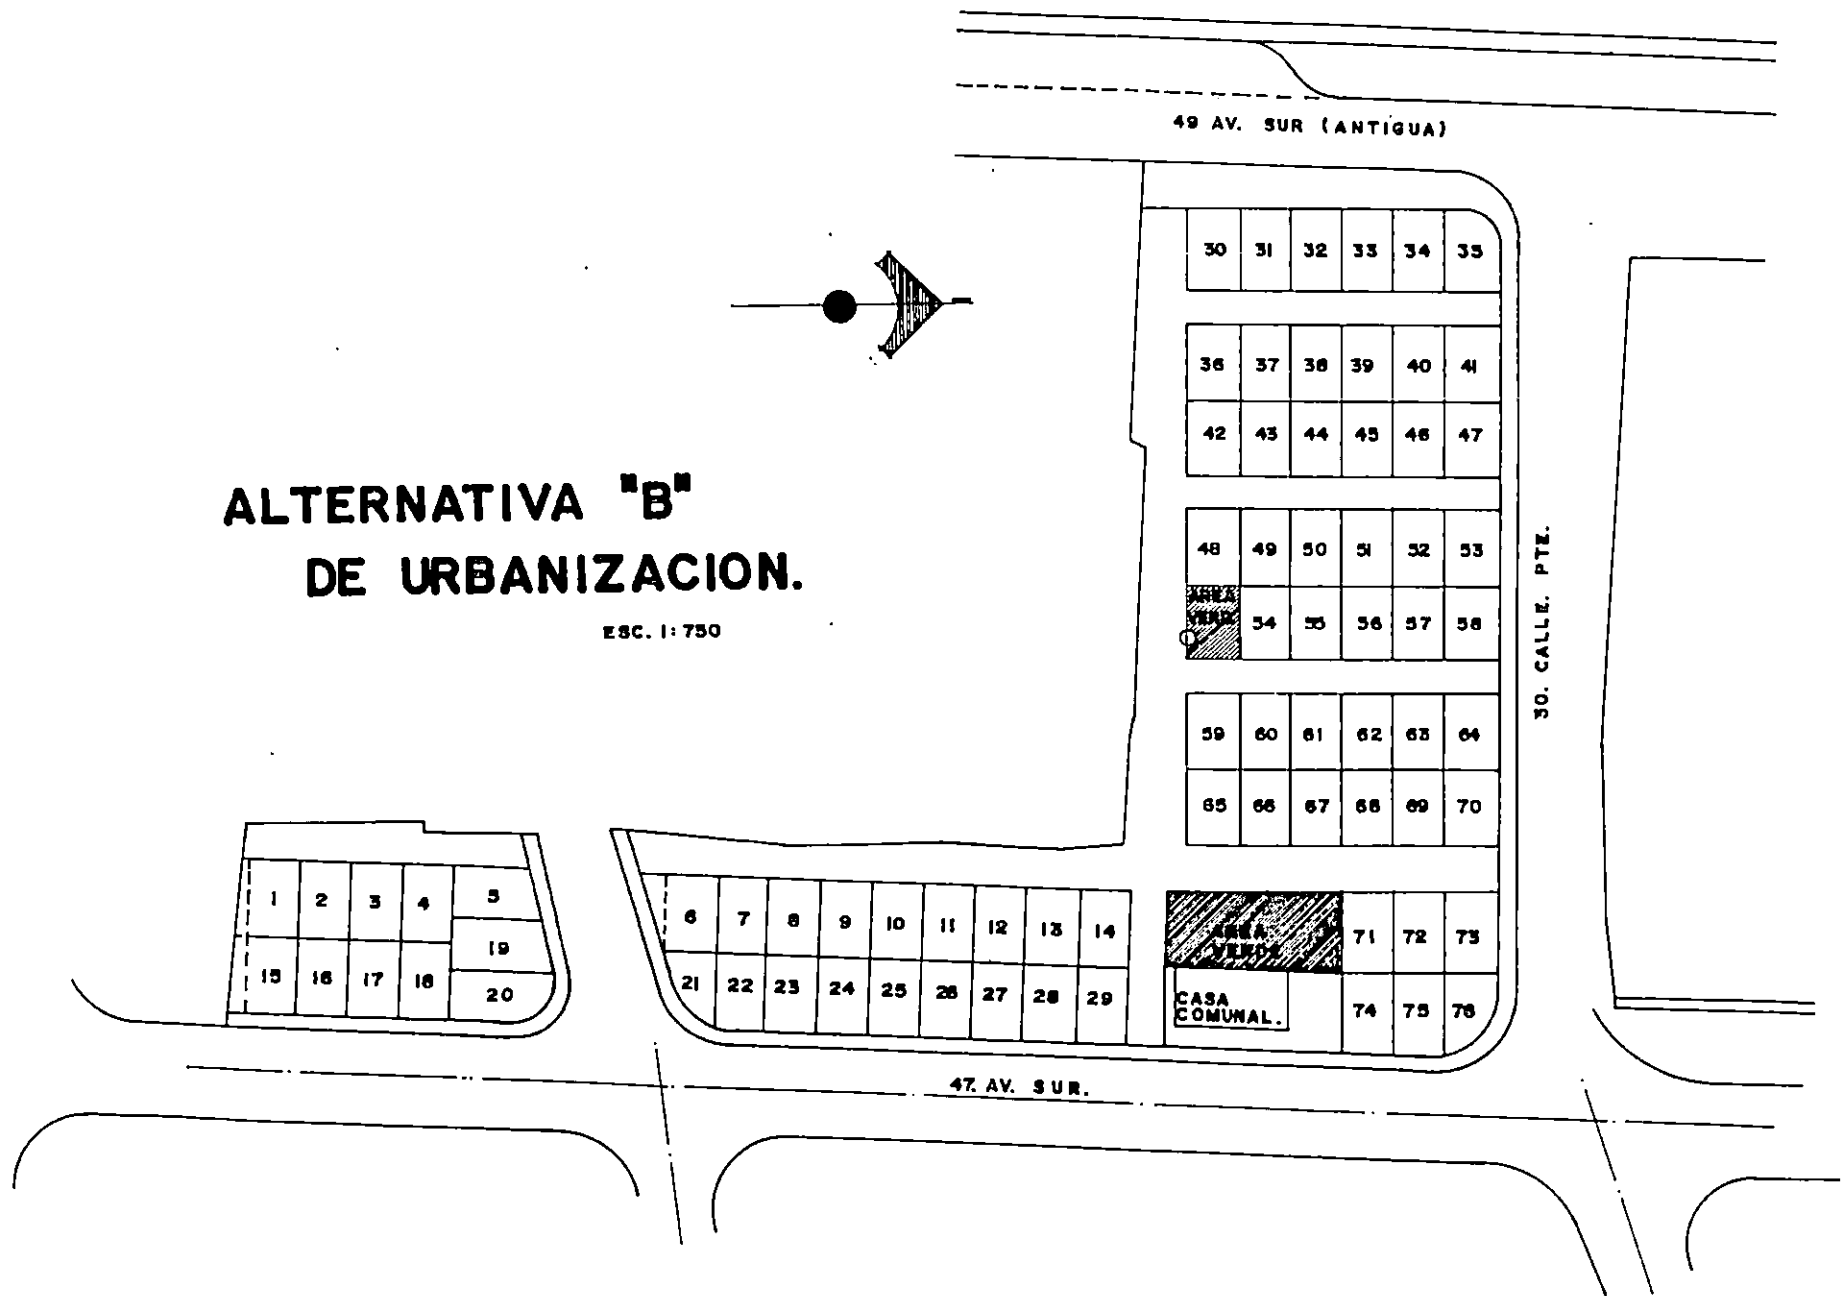 49 AV. SUR (ANTIGUA)
30 31 32 33 34 35
36 37 38 39 40 41
42 43 44 45 46 47
ALTERNATIVA "B"
DE URBANIZACION.
ESC. 1:750
48 49 50 51 52 53
AREA
54 55 56 57 58
30. CALLE. PTE.
59 60 61 62 63 64
65 66 67 68 69 70
1 2 3 4 5
19
15 16 17 18 20
6 7 8 9 10 11 12 13 14
21 22 23 24 25 26 27 28 29
AREA
VERDE
71 72 73
CASA
COMUNAL.
74 75 76
47. AV. SUR.